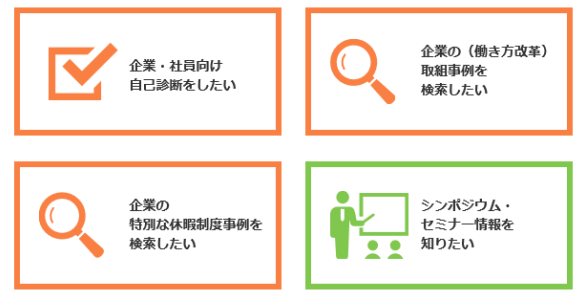 企業・社員向け
自己診断をしたい
企業の（働き方改革）
取組事例を
検索したい
企業の
特別な休暇制度事例を
検索したい
シンポジウム・
セミナー情報を
知りたい